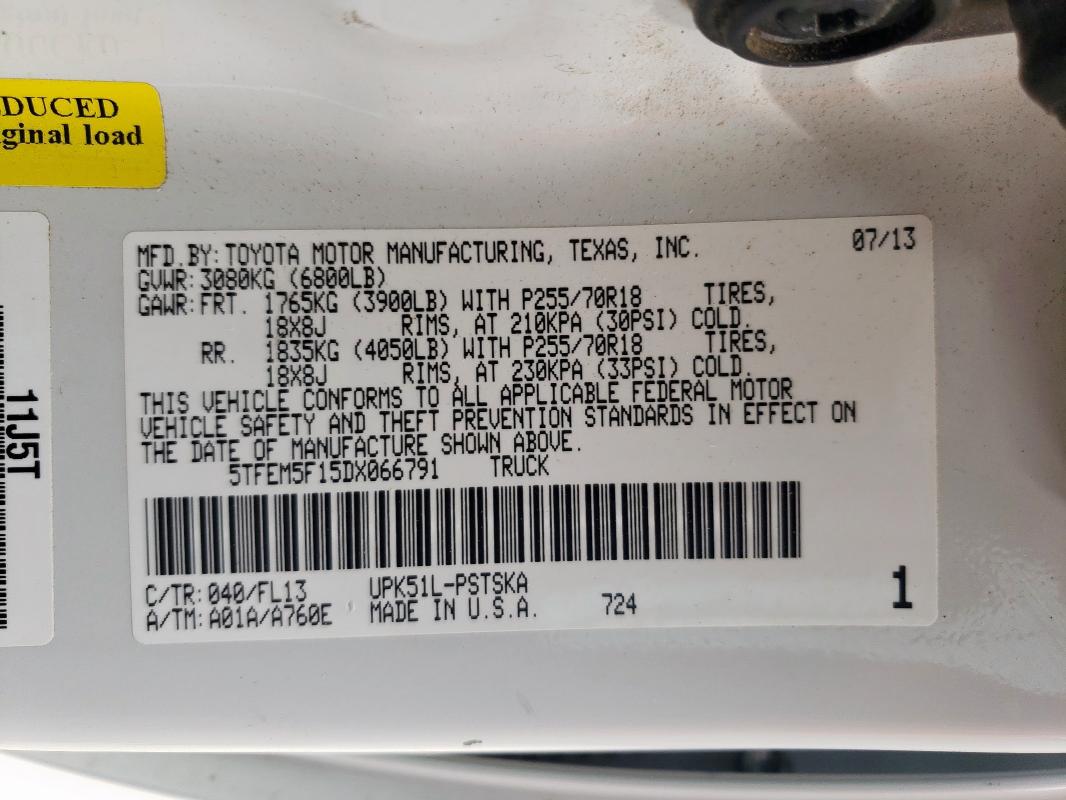 DUCED
ginal load
11J5T
MFD.BY: TOYOTA MOTOR MANUFACTURING, TEXAS, INC. 07/13
GVWR: 3080KG (6800LB)
GAWR: FRT. 1765KG (3900LB) WITH P255/70R18 TIRES,
18X8J RIMS, AT 210KPA (30PSI) COLD.
RR. 1835KG (4050LB) WITH P255/70R18 TIRES,
18X8J RIMS, AT 230KPA (33PSI) COLD.
THIS VEHICLE CONFORMS TO ALL APPLICABLE FEDERAL MOTOR
VEHICLE SAFETY AND THEFT PREVENTION STANDARDS IN EFFECT ON
THE DATE OF MANUFACTURE SHOWN ABOVE.
5TFEM5F15DX066791 TRUCK
C/TR: 040/FL13 UPK51L-PSTSKA
A/TM: A01A/A760E MADE IN U.S.A. 724 1